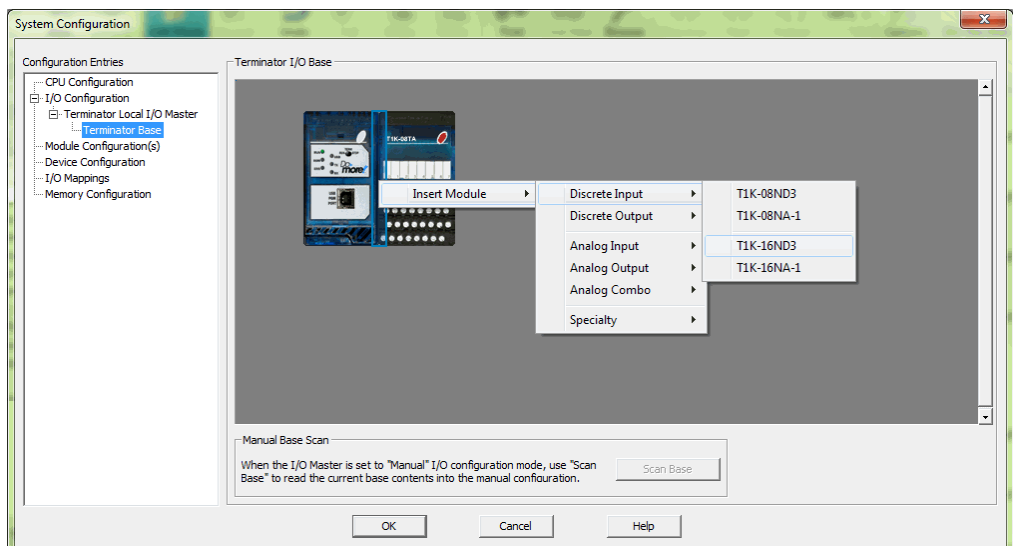 System Configuration
Configuration Entries
CPU Configuration
I/O Configuration
Terminator Local I/O Master
Terminator Base
Module Configuration(s)
Device Configuration
I/O Mappings
Memory Configuration
Terminator I/O Base
T1K-08TA
Do-more!
Insert Module
Discrete Input
Discrete Output
Analog Input
Analog Output
Analog Combo
Specialty
T1K-08ND3
T1K-08NA-1
T1K-16ND3
T1K-16NA-1
Manual Base Scan
When the I/O Master is set to "Manual" I/O configuration mode, use "Scan
Base" to read the current base contents into the manual configuration.
Scan Base
OK
Cancel
Help